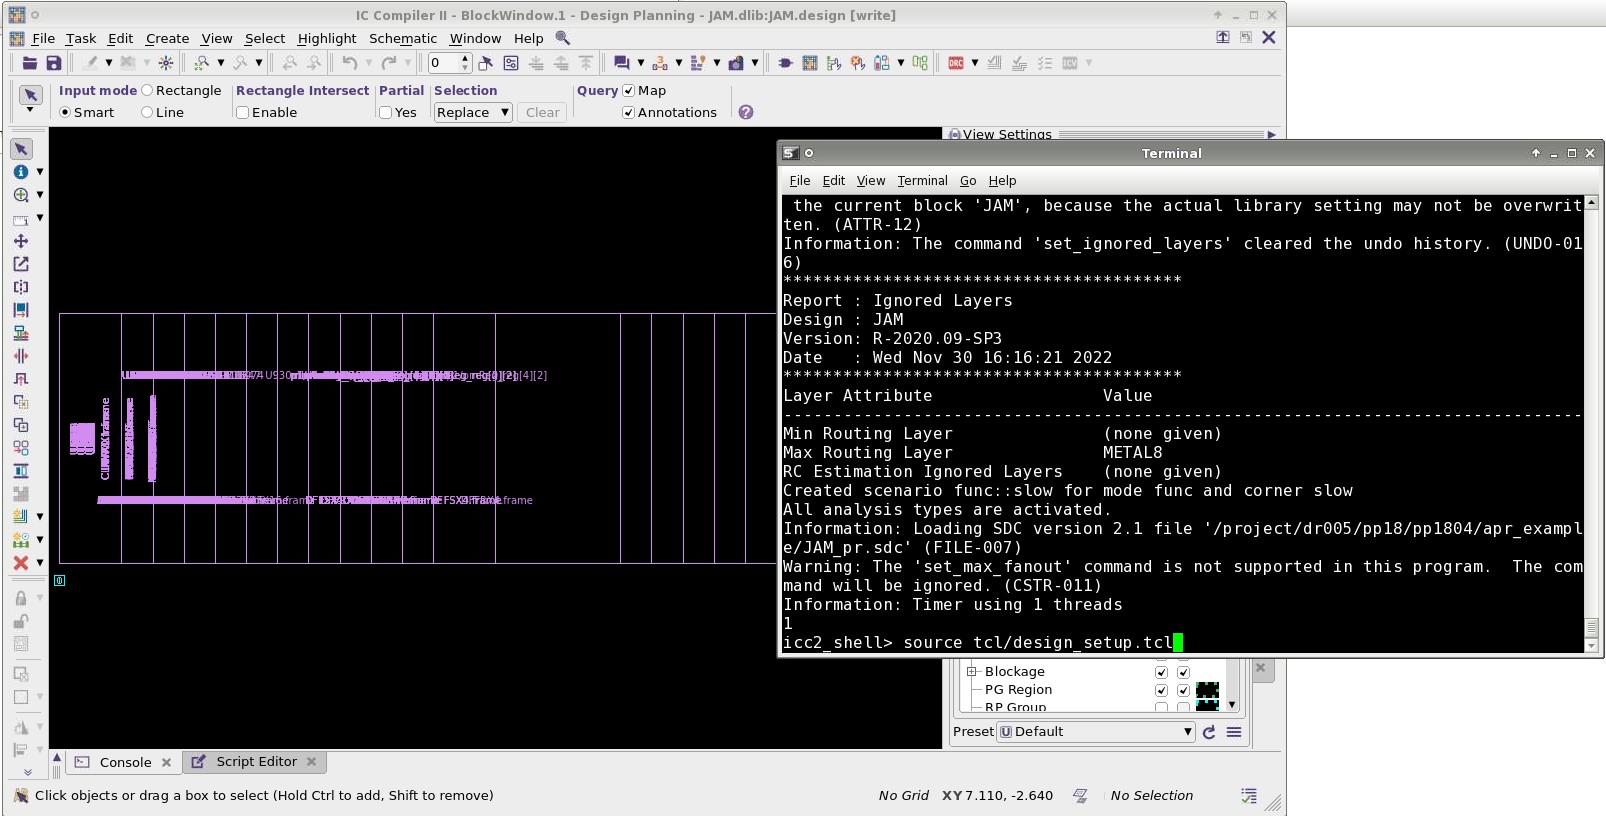 IC Compiler II - BlockWindow.1 - Design Planning - JAM.dlib:JAM.design [write]
File Task Edit Create View Select Highlight Schematic Window Help
0
DRC
ECV
Input mode Rectangle Rectangle Intersect Partial Selection Query Map
Smart Line Enable Yes Replace Clear Annotations
View Settings
Terminal
File Edit View Terminal Go Help
the current block 'JAM', because the actual library setting may not be overwrit
ten. (ATTR-12)
Information: The command 'set_ignored_layers' cleared the undo history. (UNDO-01
6)
****************************************
Report : Ignored Layers
Design : JAM
Version: R-2020.09-SP3
Date   : Wed Nov 30 16:16:21 2022
****************************************
Layer Attribute                 Value
--------------------------------------------------------------------------------
Min Routing Layer               (none given)
Max Routing Layer               METAL8
RC Estimation Ignored Layers    (none given)
Created scenario func::slow for mode func and corner slow
All analysis types are activated.
Information: Loading SDC version 2.1 file '/project/dr005/pp18/pp1804/apr_exampl
e/JAM_pr.sdc' (FILE-007)
Warning: The 'set_max_fanout' command is not supported in this program.  The com
mand will be ignored. (CSTR-011)
Information: Timer using 1 threads
1
icc2_shell> source tcl/design_setup.tcl
Blockage
PG Region
RP Group
Preset Default
Console Script Editor
Click objects or drag a box to select (Hold Ctrl to add, Shift to remove) No Grid XY 7.110, -2.640 No Selection